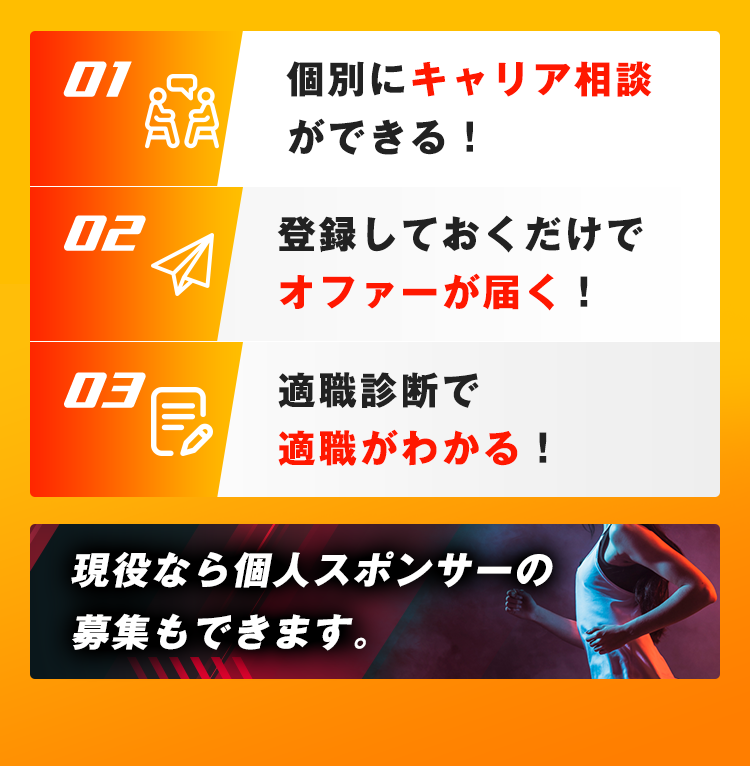 01
個別にキャリア相談
ができる！
02
登録しておくだけで
オファーが届く！
03
適職診断で
適職がわかる！
現役なら個人スポンサーの
募集もできます。